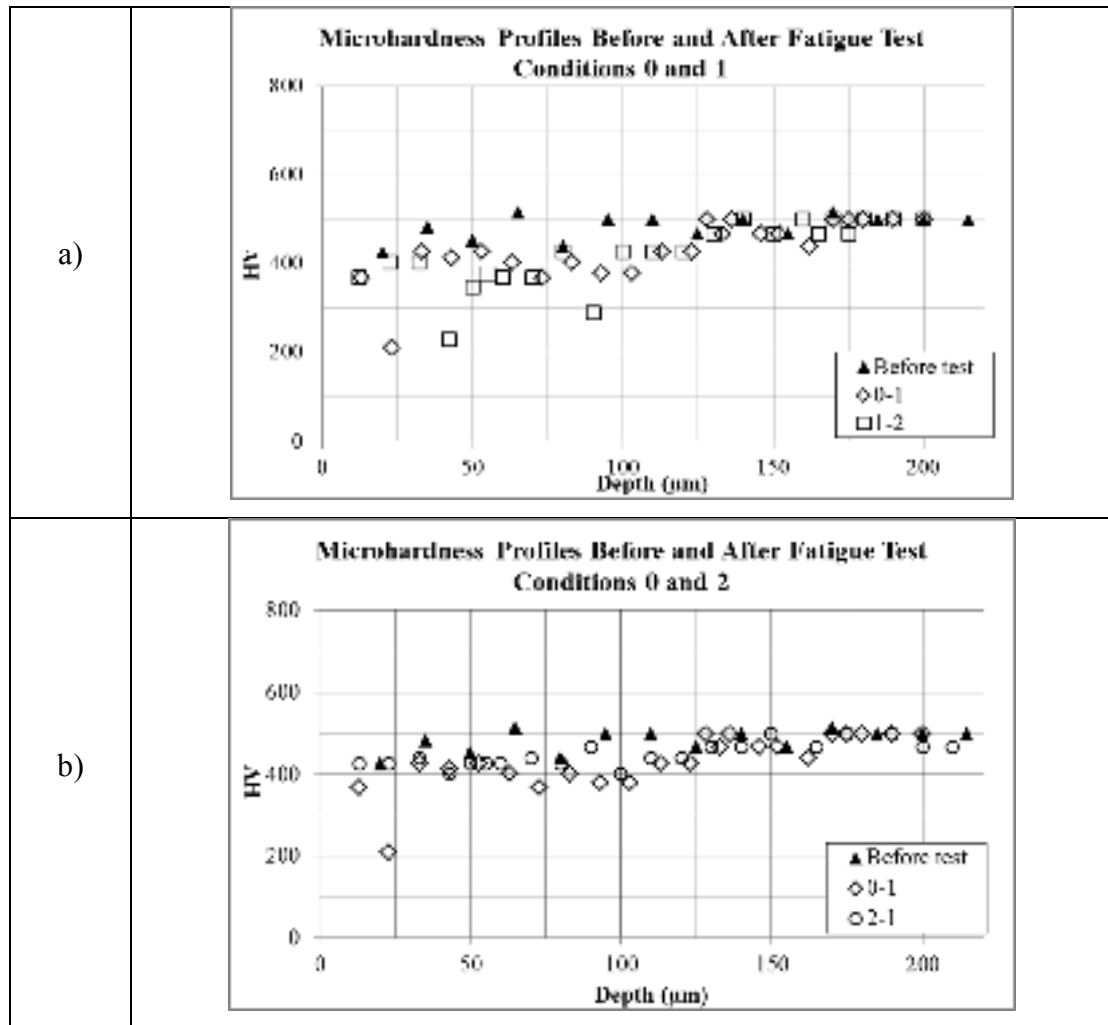 a)
Microhardness Profiles Before and After Fatigue Test
Conditions 0 and 1
HV
800
600
400
200
0
0 50 100 150 200
Depth (µm)
Before test
0-1
1-2
b)
Microhardness Profiles Before and After Fatigue Test
Conditions 0 and 2
HV
800
600
400
200
0
0 50 100 150 200
Depth (µm)
Before test
0-1
2-1